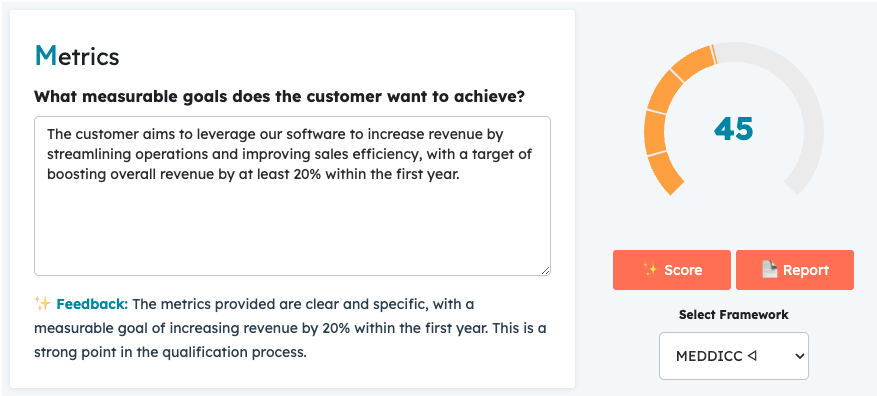 Metrics
What measurable goals does the customer want to achieve?
The customer aims to leverage our software to increase revenue by
streamlining operations and improving sales efficiency, with a target of
boosting overall revenue by at least 20% within the first year.
✨ Feedback: The metrics provided are clear and specific, with a
measurable goal of increasing revenue by 20% within the first year. This is a
strong point in the qualification process.
45
✨ Score
Report
Select Framework
MEDDICC ᐊ